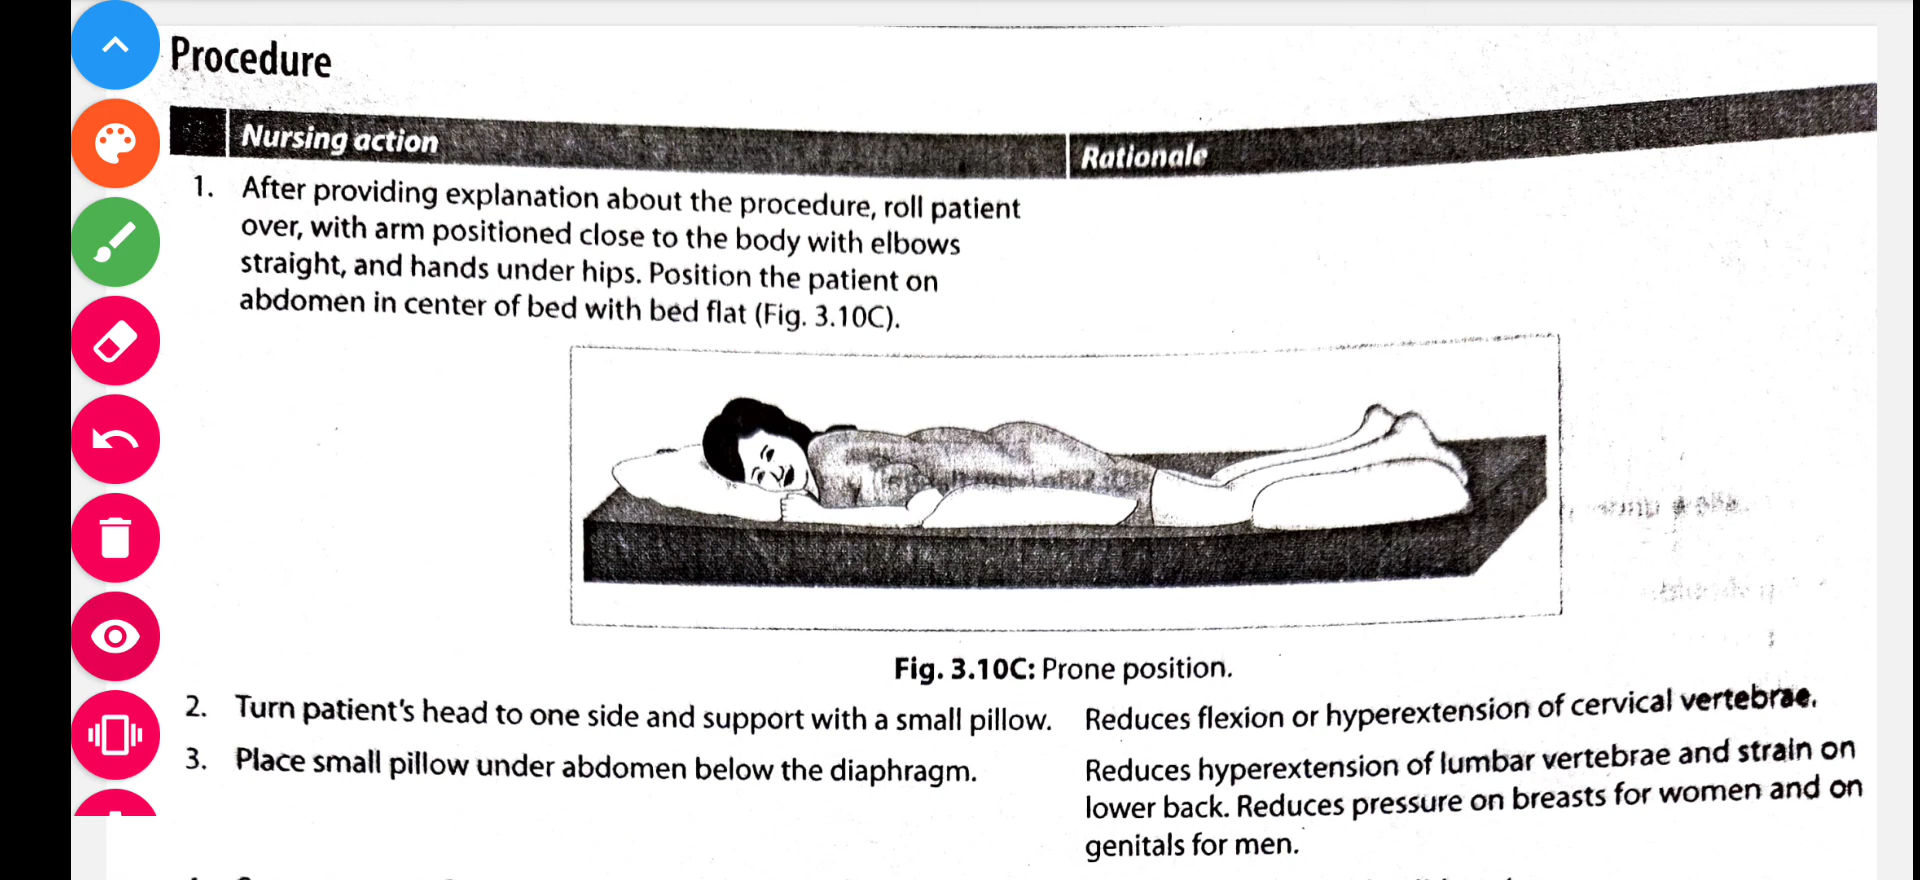 Procedure
Nursing action
Rationale
1. After providing explanation about the procedure, roll patient
over, with arm positioned close to the body with elbows
straight, and hands under hips. Position the patient on
abdomen in center of bed with bed flat (Fig. 3.10C).
Fig. 3.10C: Prone position.
2. Turn patient's head to one side and support with a small pillow.
Reduces flexion or hyperextension of cervical vertebrae.
3. Place small pillow under abdomen below the diaphragm.
Reduces hyperextension of lumbar vertebrae and strain on
lower back. Reduces pressure on breasts for women and on
genitals for men.